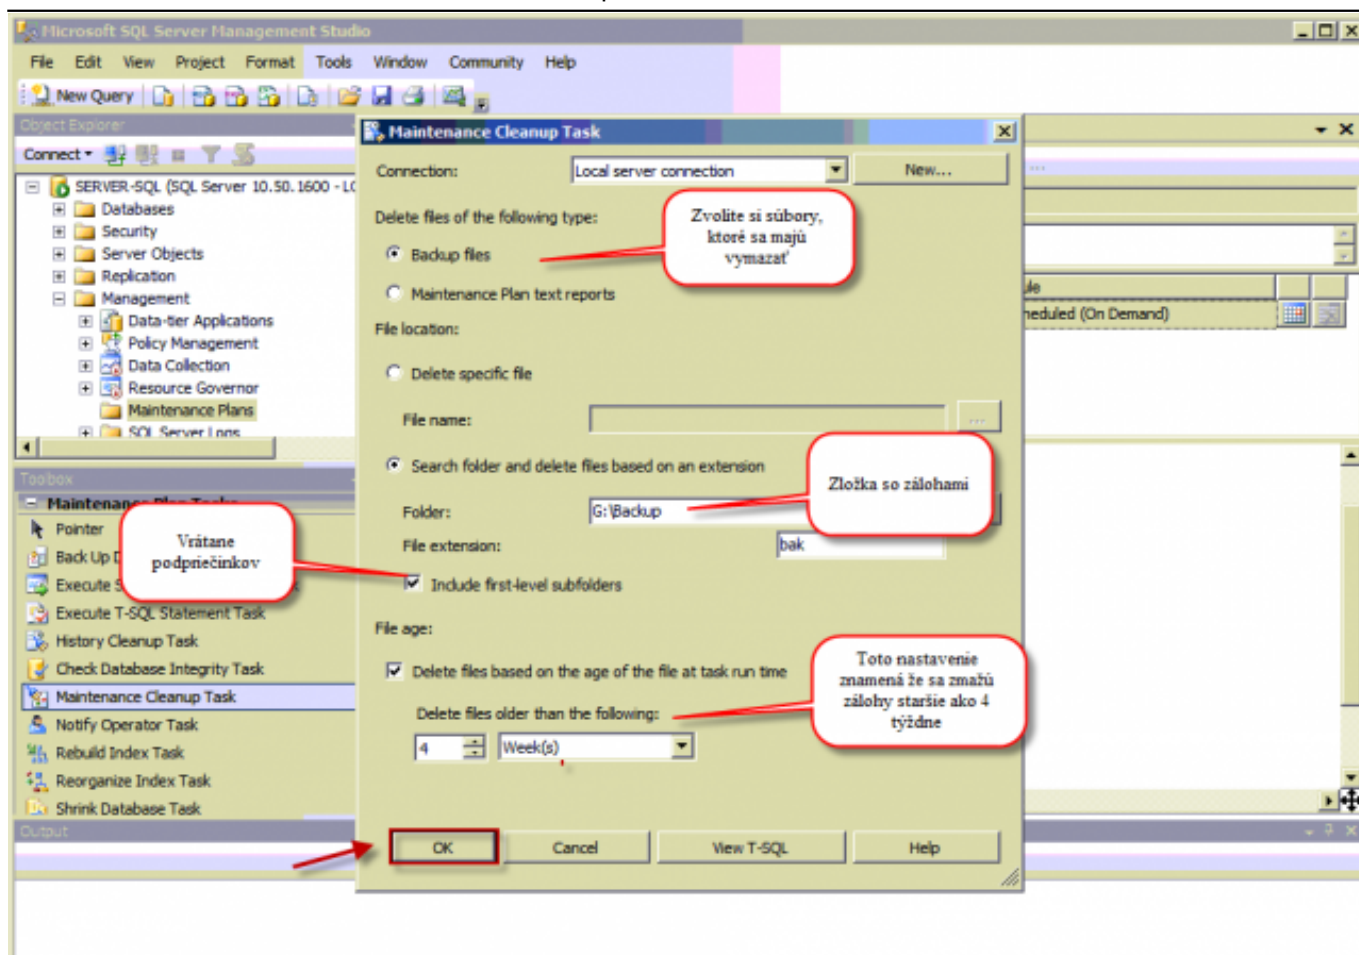 Microsoft SQL Server Management Studio
File Edit View Project Format Tools Window Community Help
New Query
Object Explorer
Connect
SERVER-SQL (SQL Server 10.50.1600 - LO
Databases
Security
Server Objects
Replication
Management
Data-tier Applications
Policy Management
Data Collection
Resource Governor
Maintenance Plans
SQL Server Logs
Toolbox
Maintenance Plan Tasks
Pointer
Back Up D
Execute S
Execute T-SQL Statement Task
History Cleanup Task
Check Database Integrity Task
Maintenance Cleanup Task
Notify Operator Task
Rebuild Index Task
Reorganize Index Task
Shrink Database Task
Output
Vrátane
podpriečinkov
Maintenance Cleanup Task
Connection: Local server connection New...
Delete files of the following type:
Backup files
Maintenance Plan text reports
Zvolite si súbory,
ktoré sa majú
vymazať
File location:
Delete specific file
File name: ...
Search folder and delete files based on an extension
Folder: G:\Backup
Zložka so zálohami
File extension: bak
Include first-level subfolders
File age:
Delete files based on the age of the file at task run time
Delete files older than the following:
4 Week(s)
Toto nastavenie
znamená že sa zmažú
zálohy staršie ako 4
týždne
OK Cancel View T-SQL Help
...
ule
heduled (On Demand)